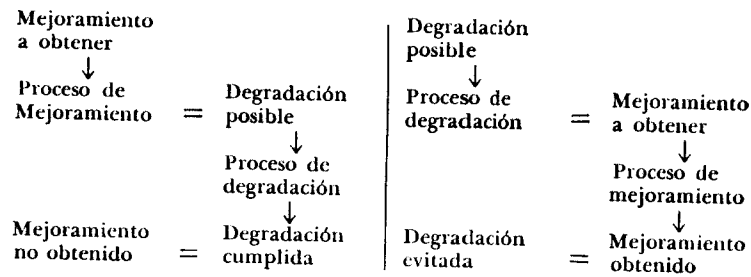 Mejoramiento
a obtener
↓
Proceso de
Mejoramiento = Degradación
posible
↓
Proceso de
degradación
↓
Mejoramiento
no obtenido = Degradación
cumplida
Degradación
posible
↓
Proceso de
degradación = Mejoramiento
a obtener
↓
Proceso de
mejoramiento
↓
Degradación
evitada = Mejoramiento
obtenido